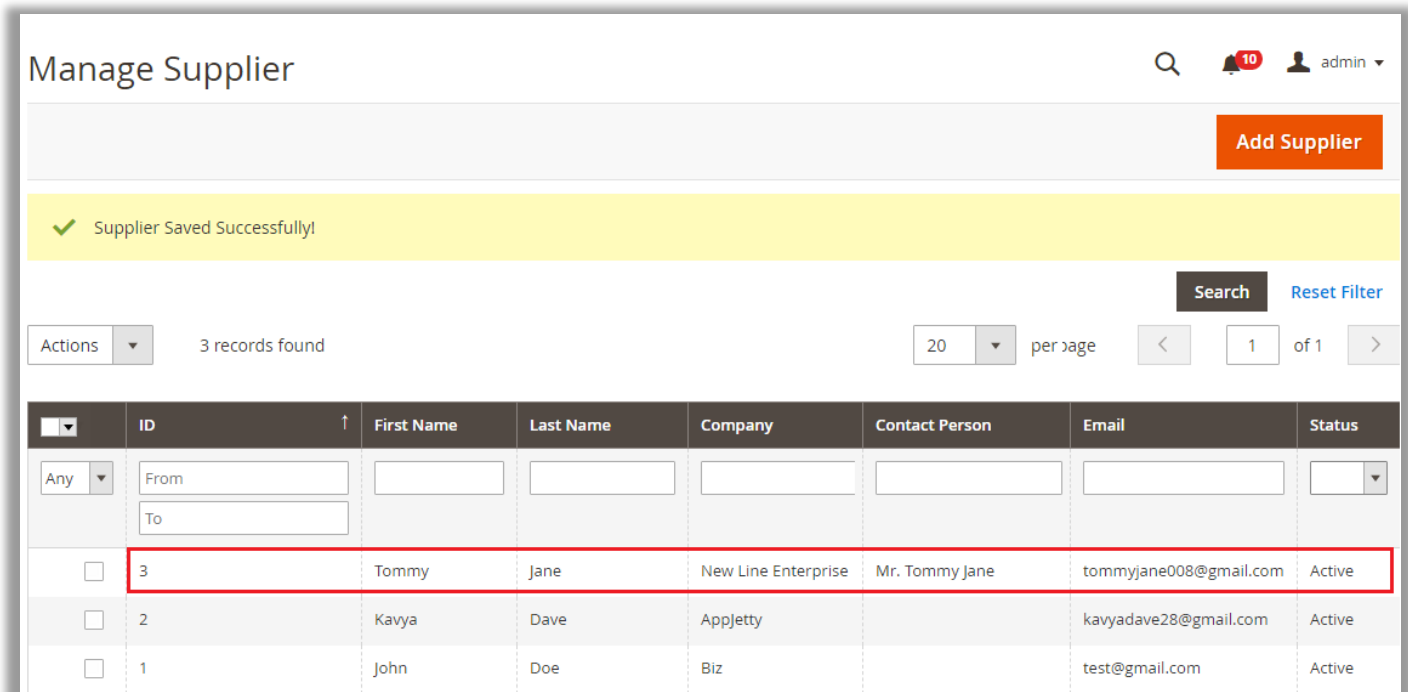 Manage Supplier
10
admin
Add Supplier
Supplier Saved Successfully!
Search Reset Filter
Actions 3 records found 20 per page 1 of 1
ID ↑ First Name Last Name Company Contact Person Email Status
Any From
To
3 Tommy Jane New Line Enterprise Mr. Tommy Jane tommyjane008@gmail.com Active
2 Kavya Dave AppJetty kavyadave28@gmail.com Active
1 John Doe Biz test@gmail.com Active